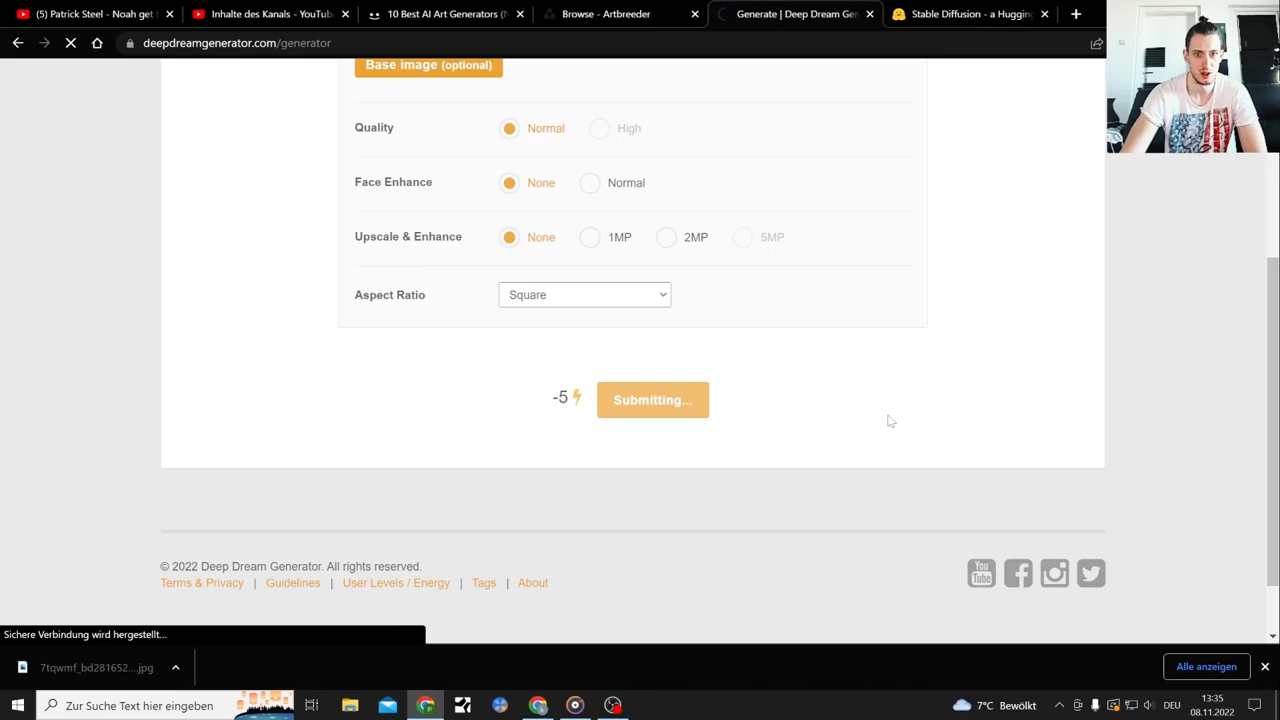 (5) Patrick Steel - Noah get t
Inhalte des Kanals - YouTub
10 Best AI Art Generators (N
Browse - Artbreeder
Generate | Deep Dream Gen
Stable Diffusion - a Hugging
deepdreamgenerator.com/generator
Base image (optional)
Quality
Normal
High
Face Enhance
None
Normal
Upscale & Enhance
None
1MP
2MP
5MP
Aspect Ratio
Square
-5
Submitting...
© 2022 Deep Dream Generator. All rights reserved.
Terms & Privacy | Guidelines | User Levels / Energy | Tags | About
You
Tube
Sichere Verbindung wird hergestellt...
7tqwmf_bd281652....jpg
Alle anzeigen
Zur Suche Text hier eingeben
7°C Bewölkt
DEU
13:35
08.11.2022